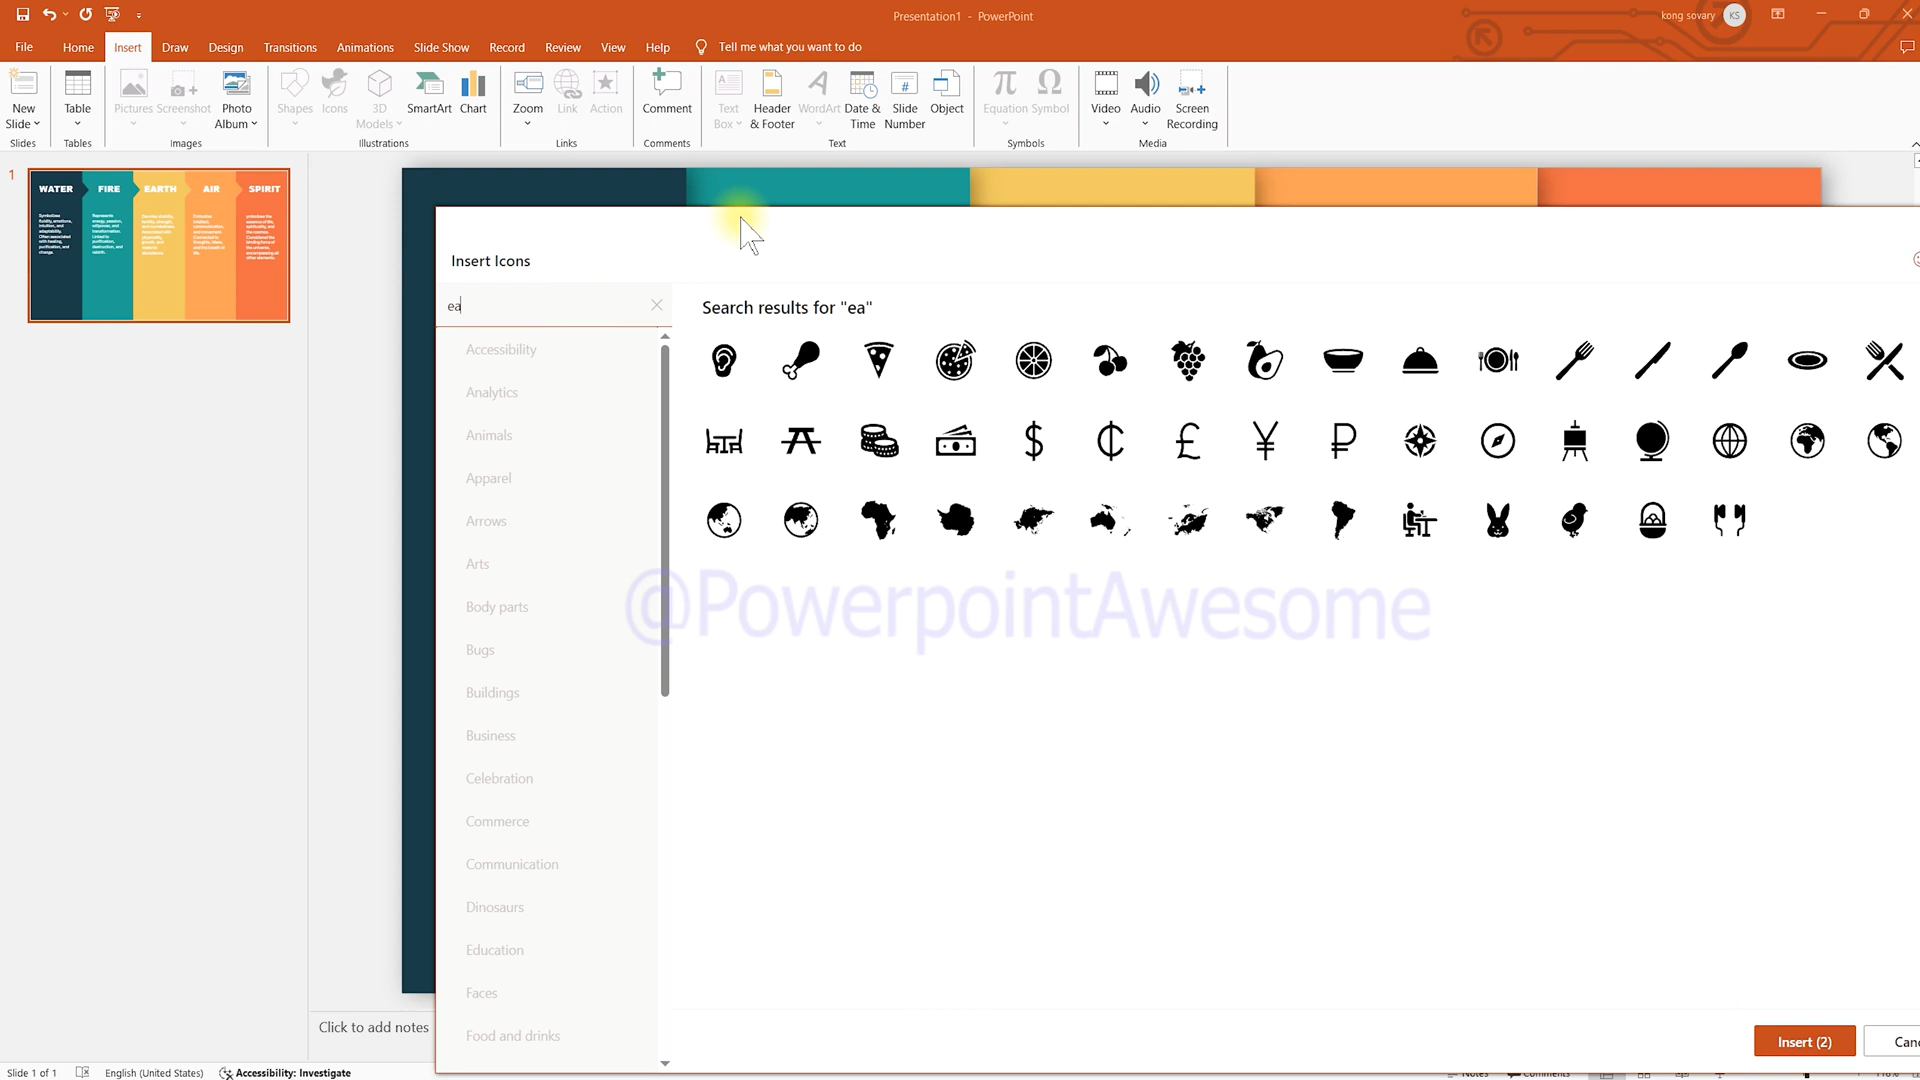 Presentation1 - PowerPoint
kong sovary KS
File Home Insert Draw Design Transitions Animations Slide Show Record Review View Help Tell me what you want to do
New Slide
Table
Pictures
Screenshot
Photo Album
Shapes
Icons
3D Models
SmartArt
Chart
Zoom
Link
Action
Comment
Text Box
Header & Footer
WordArt
Date & Time
Slide Number
Object
Equation
Symbol
Video
Audio
Screen Recording
Slides Tables Images Illustrations Links Comments Text Symbols Media
1
WATER FIRE EARTH AIR SPIRIT
Insert Icons
ea
Search results for "ea"
Accessibility
Analytics
Animals
Apparel
Arrows
Arts
Body parts
Bugs
Buildings
Business
Celebration
Commerce
Communication
Dinosaurs
Education
Faces
Food and drinks
@PowerpointAwesome
Insert (2)
Canc
Click to add notes
Slide 1 of 1 English (United States) Accessibility: Investigate
Notes Comments